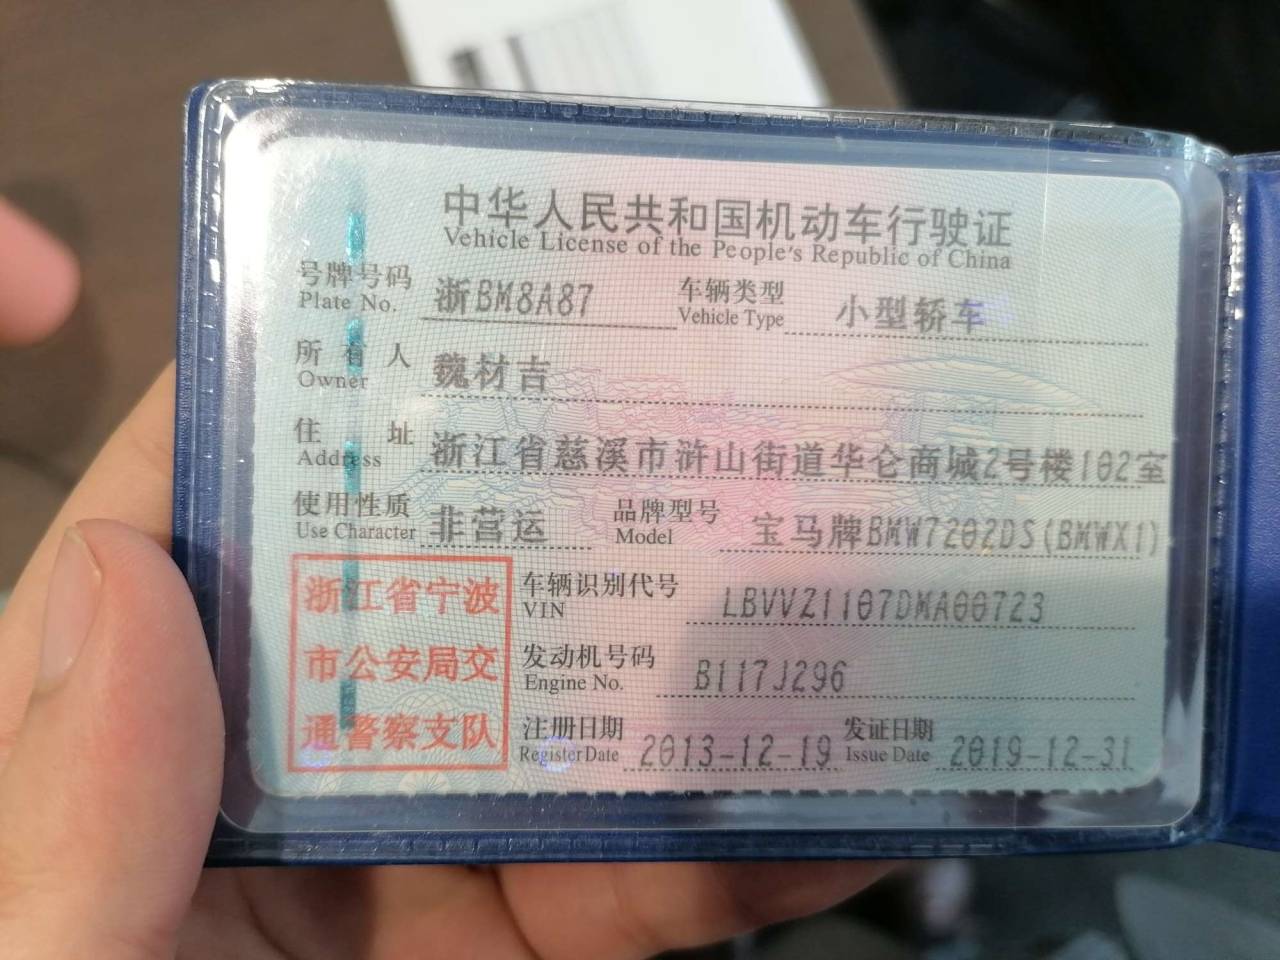 中华人民共和国机动车行驶证
Vehicle License of the People's Republic of China
号牌号码 浙BM8A87 车辆类型 小型轿车
Plate No. Vehicle Type
所有人 魏材吉
Owner
住址 浙江省慈溪市浒山街道华仑商城2号楼102室
Address
使用性质 非营运 品牌型号 宝马牌BMW7202DS(BMWX1)
Use Character Model
车辆识别代号 LBVVZ1107DMA00723
VIN
发动机号码 B117J296
Engine No.
注册日期 2013-12-19 发证日期 2019-12-31
Register Date Issue Date
浙江省宁波
市公安局交
通警察支队